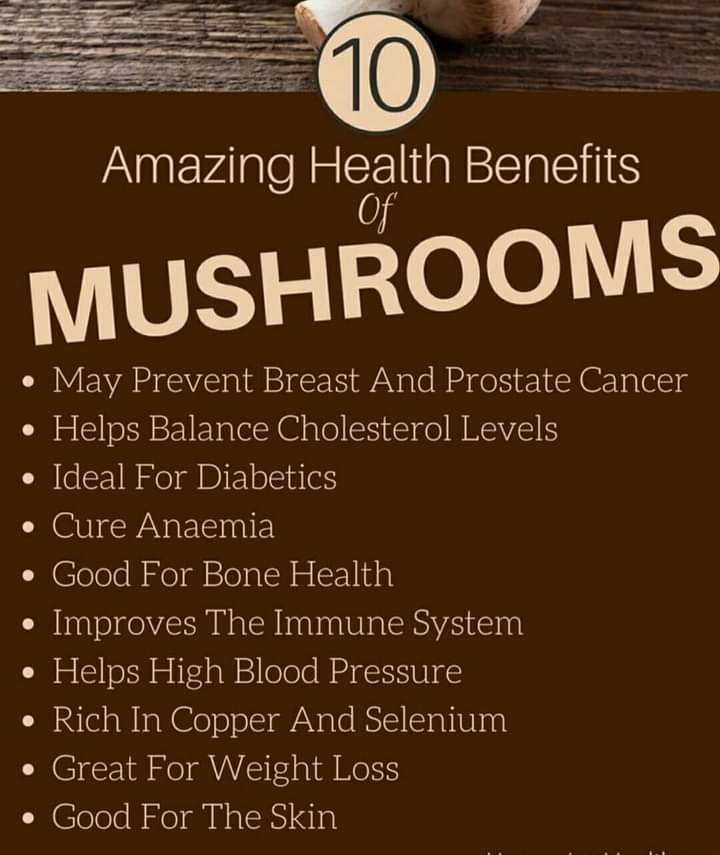 10
Amazing Health Benefits
Of
MUSHROOMS
• May Prevent Breast And Prostate Cancer
• Helps Balance Cholesterol Levels
• Ideal For Diabetics
• Cure Anaemia
• Good For Bone Health
• Improves The Immune System
• Helps High Blood Pressure
• Rich In Copper And Selenium
• Great For Weight Loss
• Good For The Skin